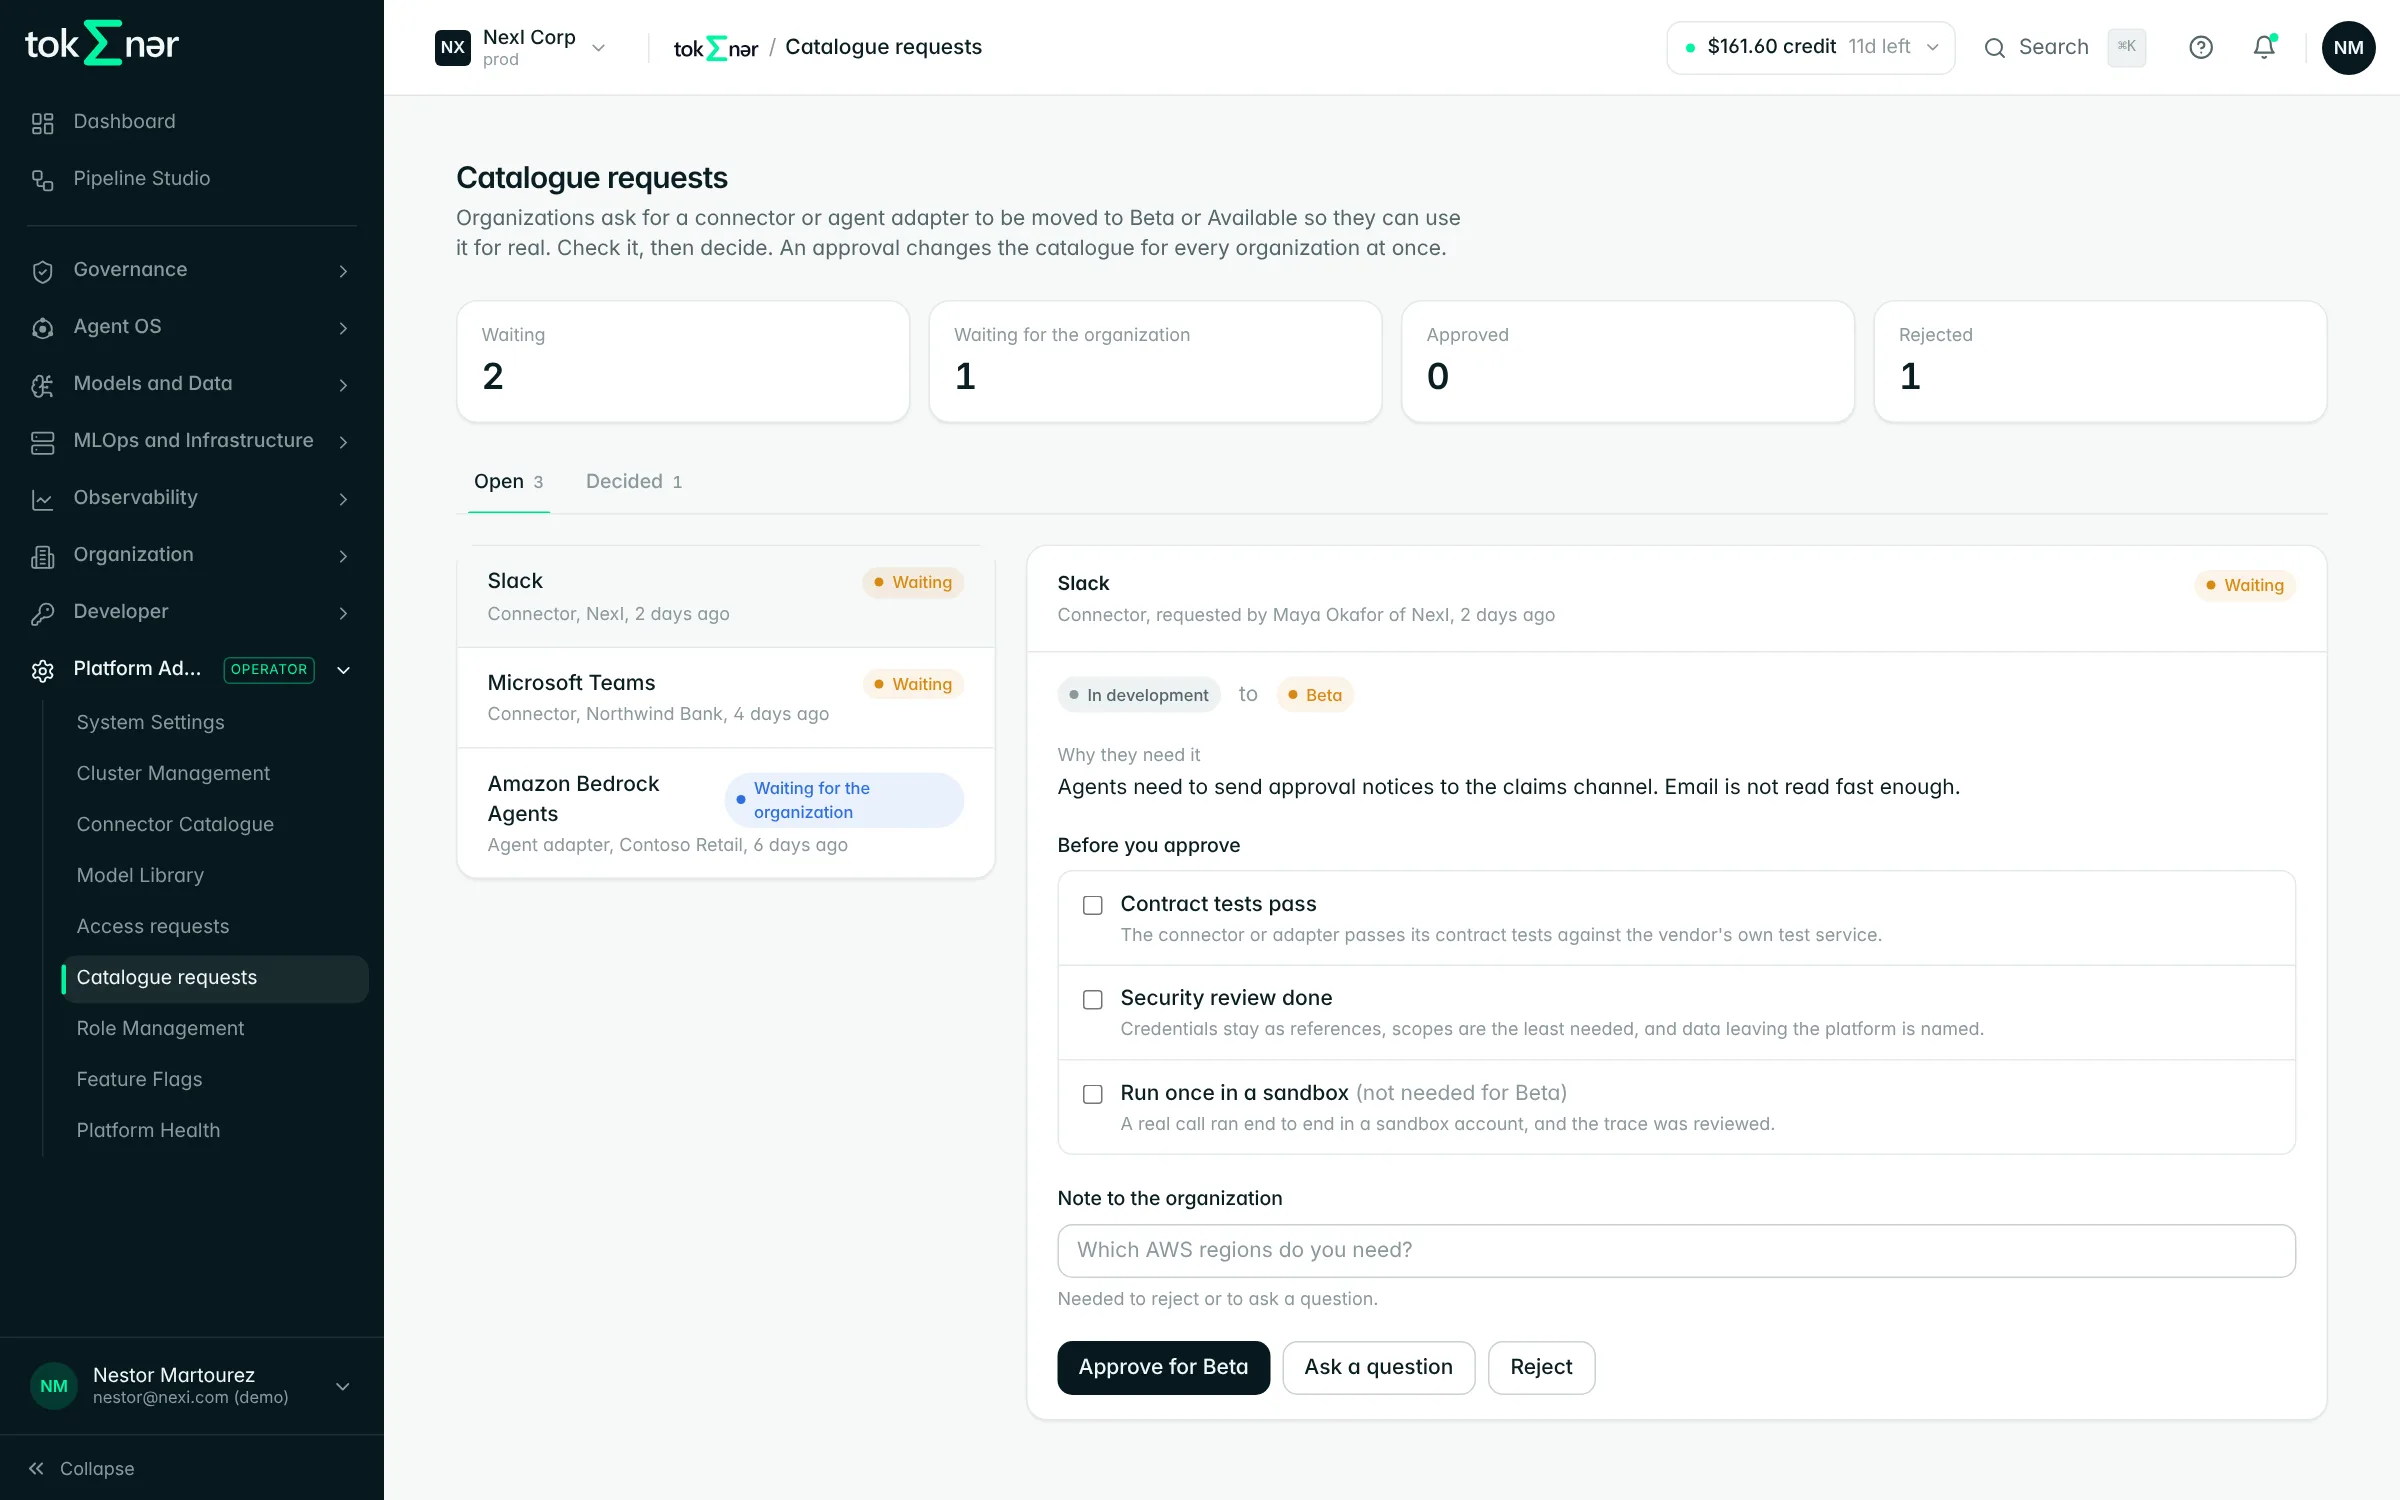 tokΣnər
Dashboard
Pipeline Studio
Governance
Agent OS
Models and Data
MLOps and Infrastructure
Observability
Organization
Developer
Platform Ad... OPERATOR
System Settings
Cluster Management
Connector Catalogue
Model Library
Access requests
Catalogue requests
Role Management
Feature Flags
Platform Health
NM
Nestor Martourez
nestor@nexi.com (demo)
Collapse
NX
Nexl Corp
prod
tokΣnər / Catalogue requests
$161.60 credit 11d left
Search ⌘K
NM
Catalogue requests
Organizations ask for a connector or agent adapter to be moved to Beta or Available so they can use
it for real. Check it, then decide. An approval changes the catalogue for every organization at once.
Waiting
2
Waiting for the organization
1
Approved
0
Rejected
1
Open 3
Decided 1
Slack
Waiting
Connector, Nexl, 2 days ago
Microsoft Teams
Waiting
Connector, Northwind Bank, 4 days ago
Amazon Bedrock
Agents
Waiting for the
organization
Agent adapter, Contoso Retail, 6 days ago
Slack
Waiting
Connector, requested by Maya Okafor of Nexl, 2 days ago
In development to Beta
Why they need it
Agents need to send approval notices to the claims channel. Email is not read fast enough.
Before you approve
Contract tests pass
The connector or adapter passes its contract tests against the vendor's own test service.
Security review done
Credentials stay as references, scopes are the least needed, and data leaving the platform is named.
Run once in a sandbox (not needed for Beta)
A real call ran end to end in a sandbox account, and the trace was reviewed.
Note to the organization
Which AWS regions do you need?
Needed to reject or to ask a question.
Approve for Beta
Ask a question
Reject